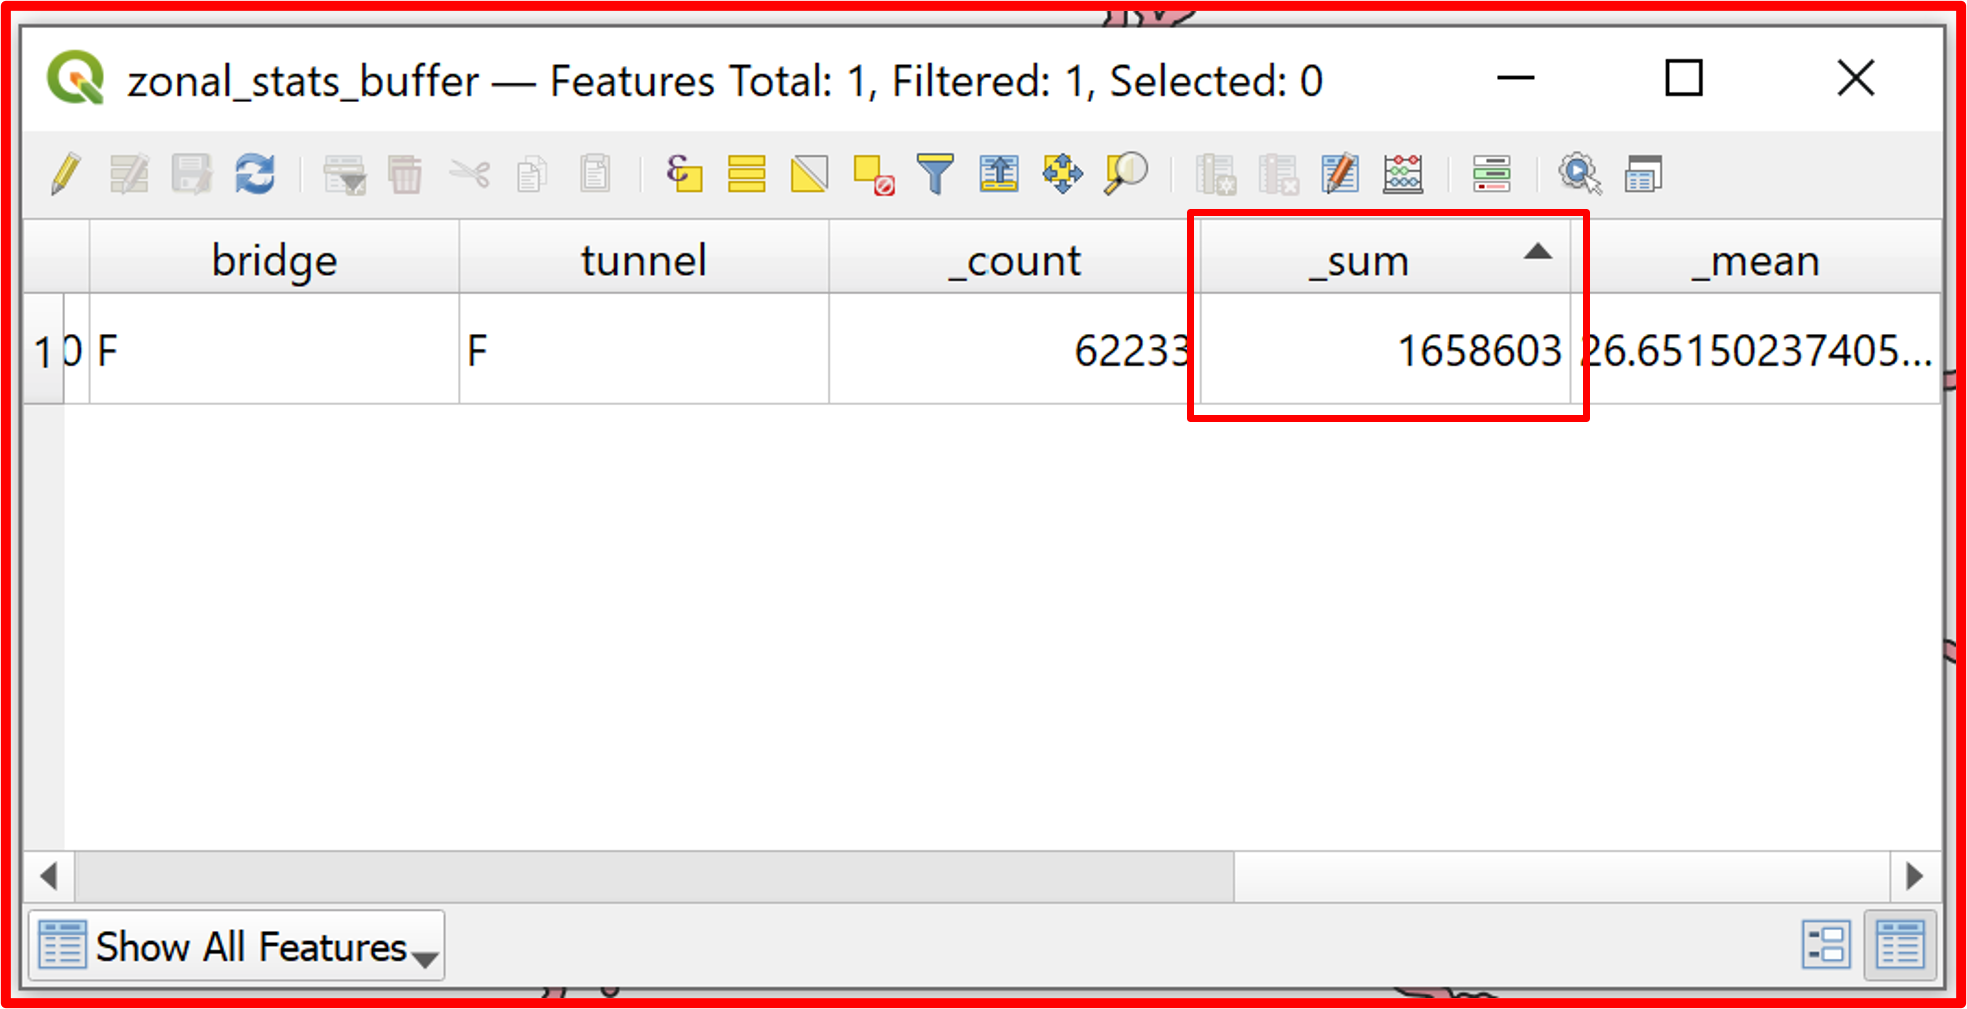 zonal_stats_buffer — Features Total: 1, Filtered: 1, Selected: 0
bridge tunnel _count _sum _mean
1 0 F F 62233 1658603 26.65150237405...
Show All Features